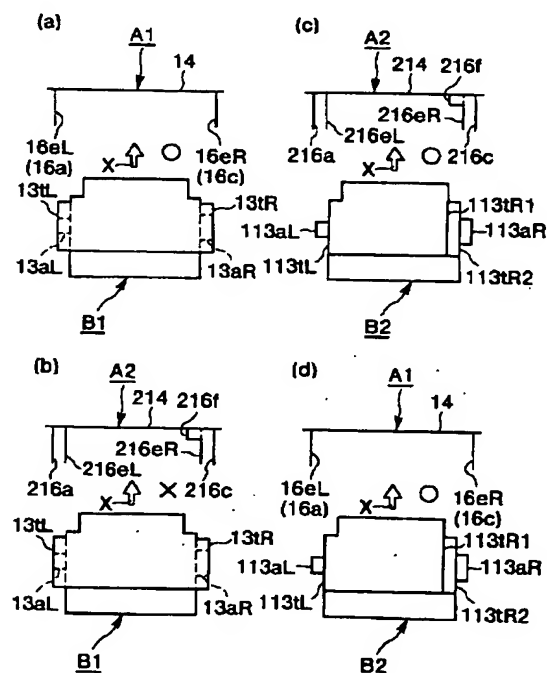 (a)
A1
14
16eL
(16a)
16eR
(16c)
X
13tL
13tR
13aL
13aR
B1
(c)
A2
214
216f
216eR
216eL
216a
216c
X
113tR1
113aL
113aR
113tL
113tR2
B2
(b)
A2
214
216f
216eR
216eL
216a
216c
X
13tL
13tR
13aL
13aR
B1
(d)
A1
14
16eL
(16a)
16eR
(16c)
X
113tR1
113aL
113aR
113tL
113tR2
B2